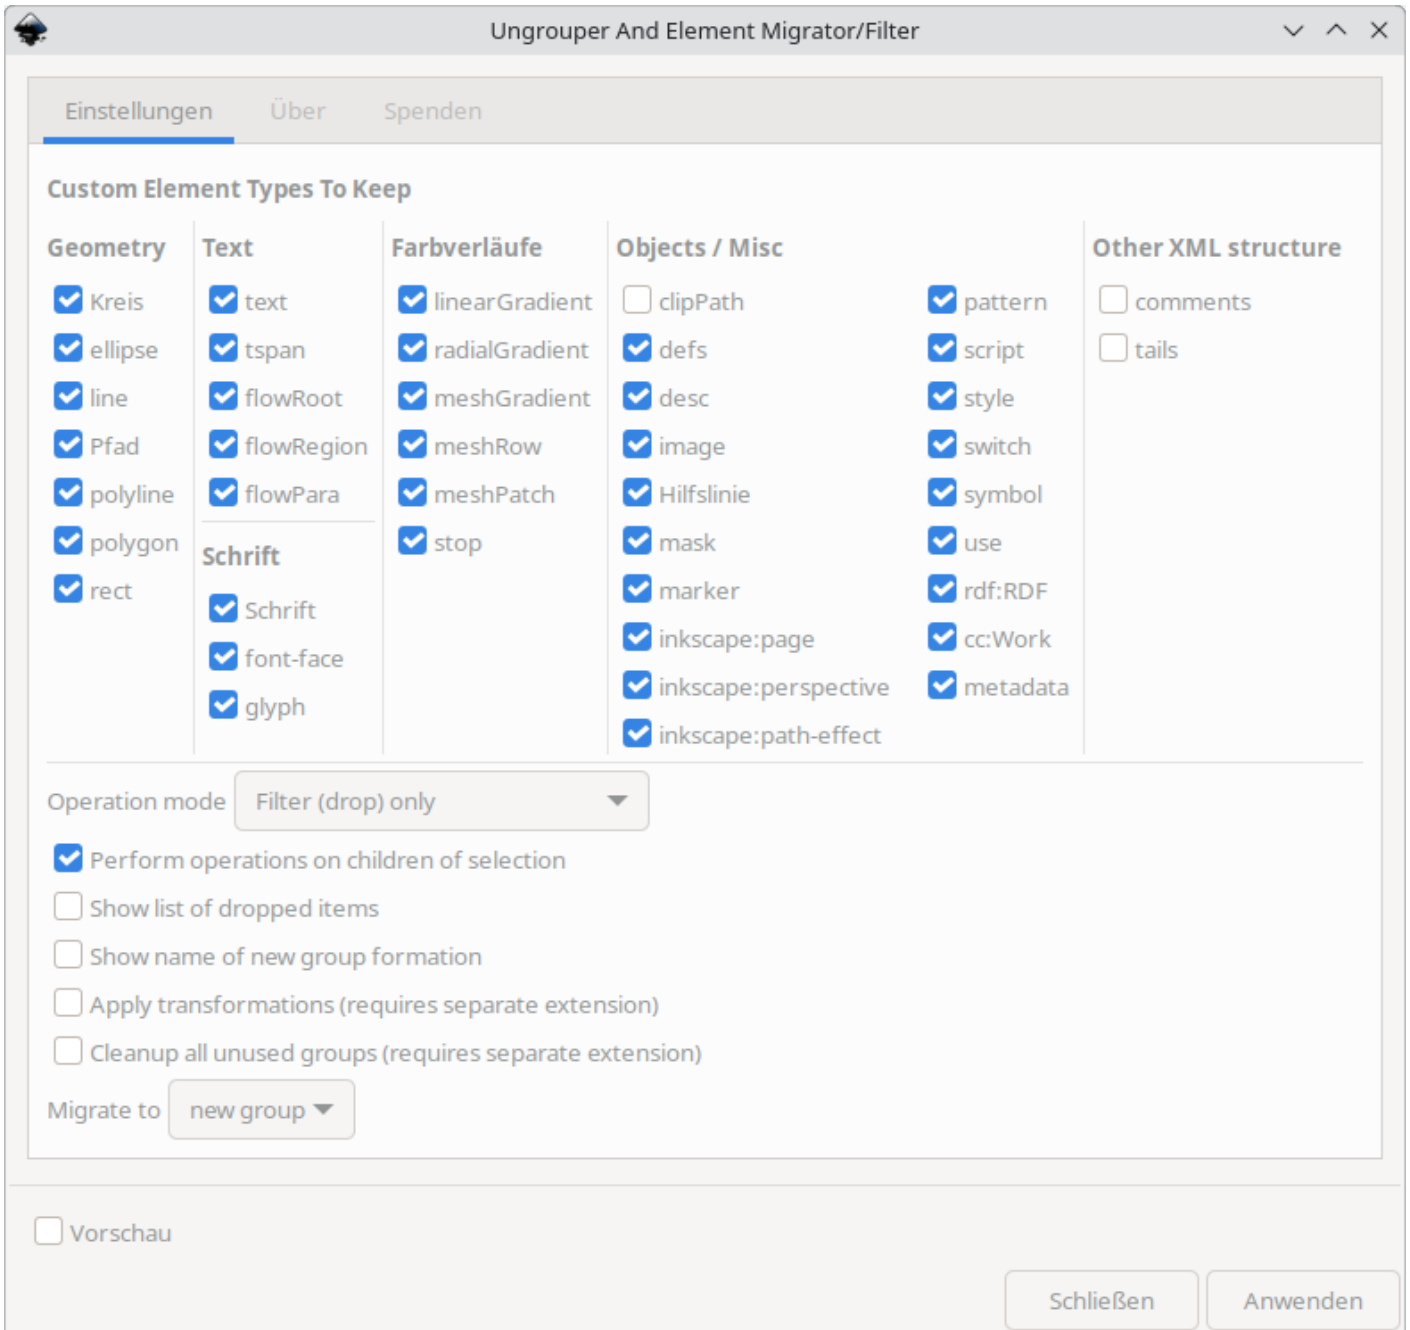 Ungrouper And Element Migrator/Filter
Einstellungen Über Spenden
Custom Element Types To Keep
Geometry
Kreis
ellipse
line
Pfad
polyline
polygon
rect
Text
text
tspan
flowRoot
flowRegion
flowPara
Schrift
Schrift
font-face
glyph
Farbverläufe
linearGradient
radialGradient
meshGradient
meshRow
meshPatch
stop
Objects / Misc
clipPath
defs
desc
image
Hilfslinie
mask
marker
inkscape:page
inkscape:perspective
inkscape:path-effect
pattern
script
style
switch
symbol
use
rdf:RDF
cc:Work
metadata
Other XML structure
comments
tails
Operation mode Filter (drop) only
Perform operations on children of selection
Show list of dropped items
Show name of new group formation
Apply transformations (requires separate extension)
Cleanup all unused groups (requires separate extension)
Migrate to new group
Vorschau
Schließen Anwenden